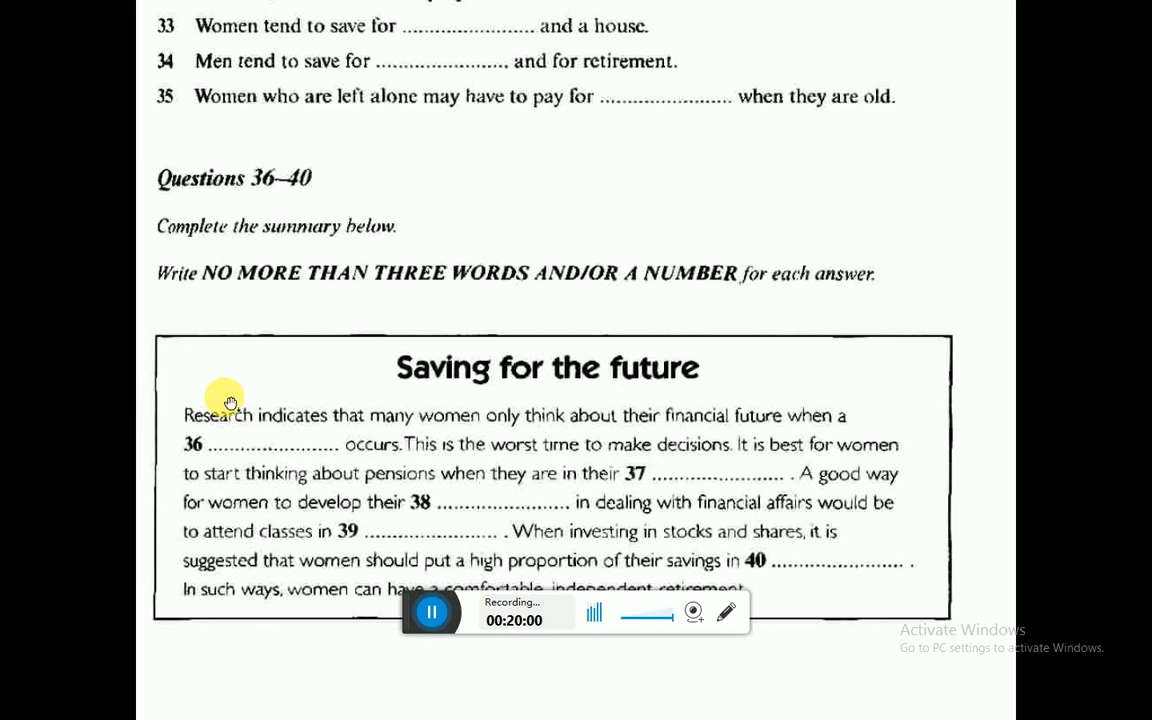 33 Women tend to save for ........................ and a house.
34 Men tend to save for ........................ and for retirement.
35 Women who are left alone may have to pay for ........................ when they are old.
Questions 36–40
Complete the summary below.
Write NO MORE THAN THREE WORDS AND/OR A NUMBER for each answer.
Saving for the future
Research indicates that many women only think about their financial future when a
36 ........................ occurs. This is the worst time to make decisions. It is best for women
to start thinking about pensions when they are in their 37 ........................ . A good way
for women to develop their 38 ........................ in dealing with financial affairs would be
to attend classes in 39 ........................ . When investing in stocks and shares, it is
suggested that women should put a high proportion of their savings in 40 ........................ .
In such ways, women can have a comfortable, independent retirement.
Recording...
00:20:00
Activate Windows
Go to PC settings to activate Windows.